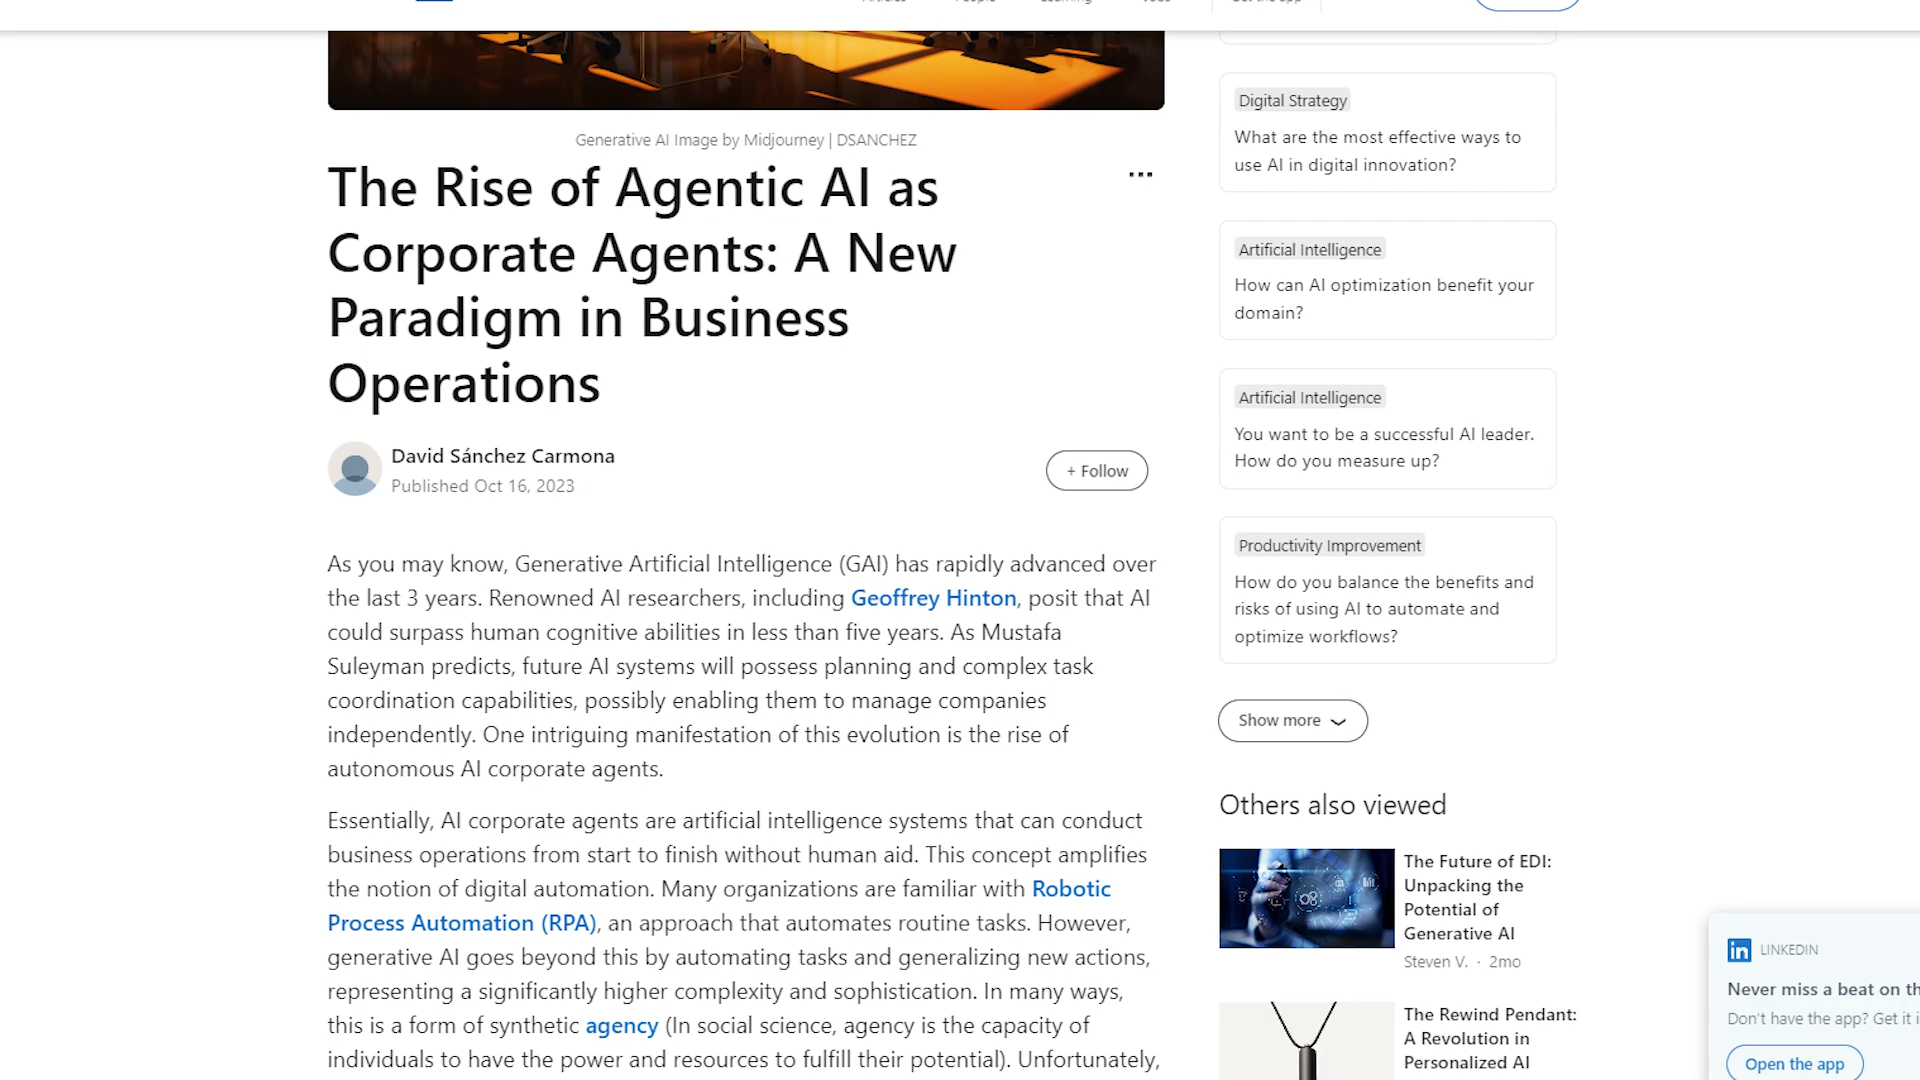 Articles
People
Learning
Jobs
Get the app
Generative AI Image by Midjourney | DSANCHEZ
The Rise of Agentic AI as
Corporate Agents: A New
Paradigm in Business
Operations
David Sánchez Carmona
Published Oct 16, 2023
+ Follow
As you may know, Generative Artificial Intelligence (GAI) has rapidly advanced over
the last 3 years. Renowned AI researchers, including Geoffrey Hinton, posit that AI
could surpass human cognitive abilities in less than five years. As Mustafa
Suleyman predicts, future AI systems will possess planning and complex task
coordination capabilities, possibly enabling them to manage companies
independently. One intriguing manifestation of this evolution is the rise of
autonomous AI corporate agents.
Essentially, AI corporate agents are artificial intelligence systems that can conduct
business operations from start to finish without human aid. This concept amplifies
the notion of digital automation. Many organizations are familiar with Robotic
Process Automation (RPA), an approach that automates routine tasks. However,
generative AI goes beyond this by automating tasks and generalizing new actions,
representing a significantly higher complexity and sophistication. In many ways,
this is a form of synthetic agency (In social science, agency is the capacity of
individuals to have the power and resources to fulfill their potential). Unfortunately,
Digital Strategy
What are the most effective ways to
use AI in digital innovation?
Artificial Intelligence
How can AI optimization benefit your
domain?
Artificial Intelligence
You want to be a successful AI leader.
How do you measure up?
Productivity Improvement
How do you balance the benefits and
risks of using AI to automate and
optimize workflows?
Show more
Others also viewed
The Future of EDI:
Unpacking the
Potential of
Generative AI
Steven V. · 2mo
The Rewind Pendant:
A Revolution in
Personalized AI
in LINKEDIN
Never miss a beat on th
Don't have the app? Get it i
Open the app